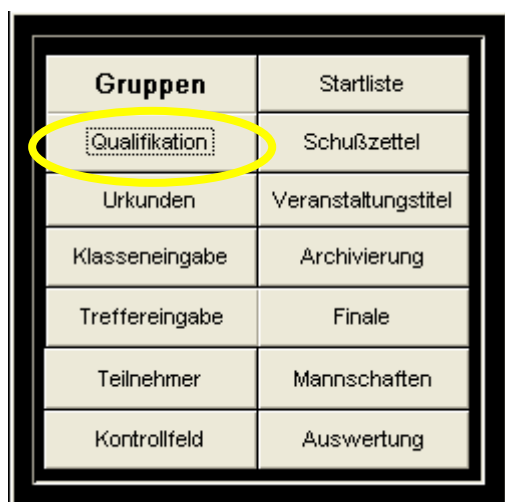 Gruppen Startliste
Qualifikation Schußzettel
Urkunden Veranstaltungstitel
Klasseneingabe Archivierung
Treffereingabe Finale
Teilnehmer Mannschaften
Kontrollfeld Auswertung